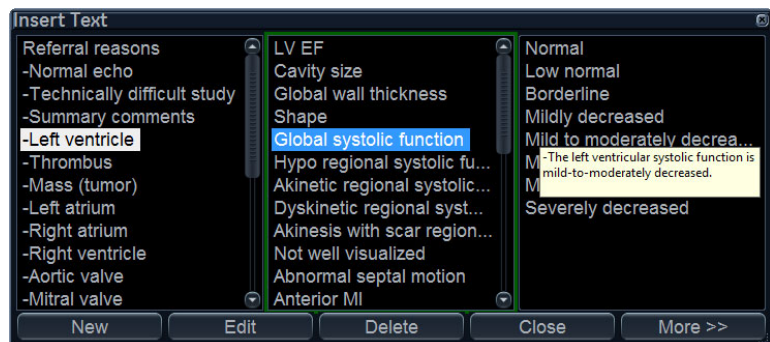 Insert Text
Referral reasons
-Normal echo
-Technically difficult study
-Summary comments
-Left ventricle
-Thrombus
-Mass (tumor)
-Left atrium
-Right atrium
-Right ventricle
-Aortic valve
-Mitral valve
LV EF
Cavity size
Global wall thickness
Shape
Global systolic function
Hypo regional systolic fu...
Akinetic regional systolic...
Dyskinetic regional syst...
Akinesis with scar region...
Not well visualized
Abnormal septal motion
Anterior MI
Normal
Low normal
Borderline
Mildly decreased
Mild to moderately decrea...
M
M
-The left ventricular systolic function is
mild-to-moderately decreased.
Severely decreased
New
Edit
Delete
Close
More >>